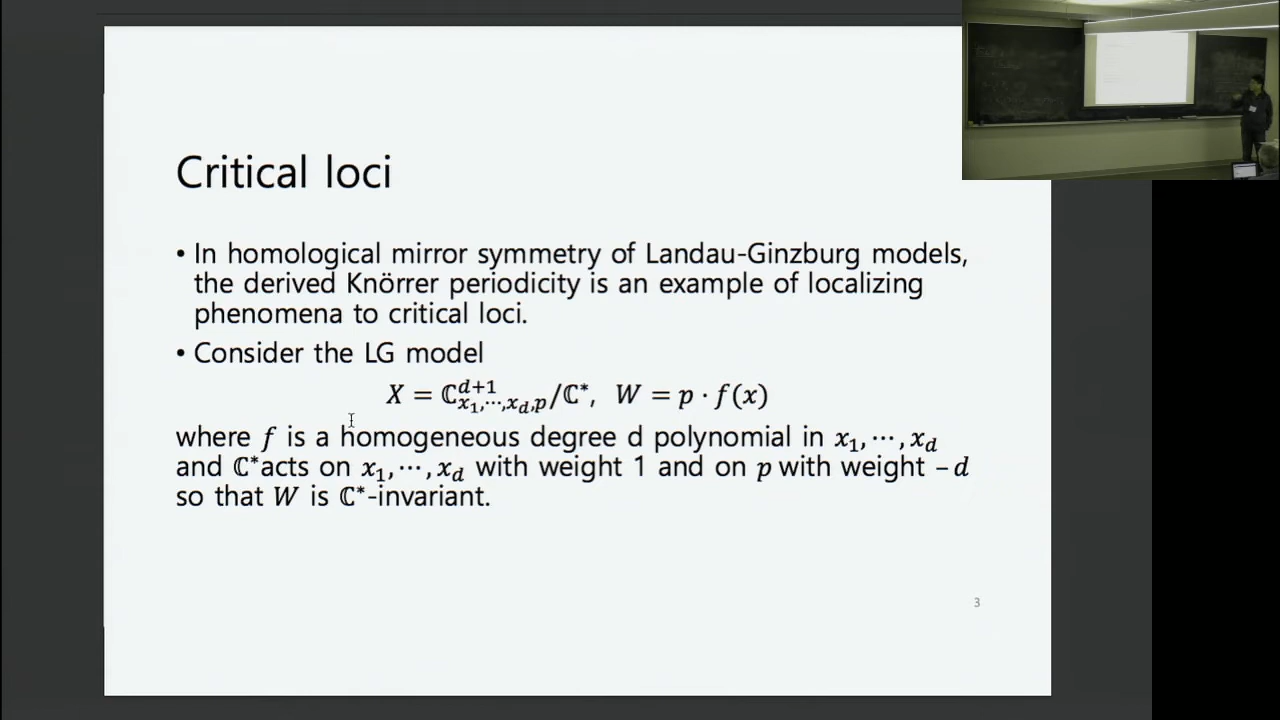 Critical loci
• In homological mirror symmetry of Landau-Ginzburg models,
the derived Knörrer periodicity is an example of localizing
phenomena to critical loci.
• Consider the LG model
X = ℂ^{d+1}_{x_1,⋯,x_d,p}/ℂ*, W = p · f(x)
where f is a homogeneous degree d polynomial in x_1, ⋯, x_d
and ℂ*acts on x_1, ⋯, x_d with weight 1 and on p with weight –d
so that W is ℂ*-invariant.
3